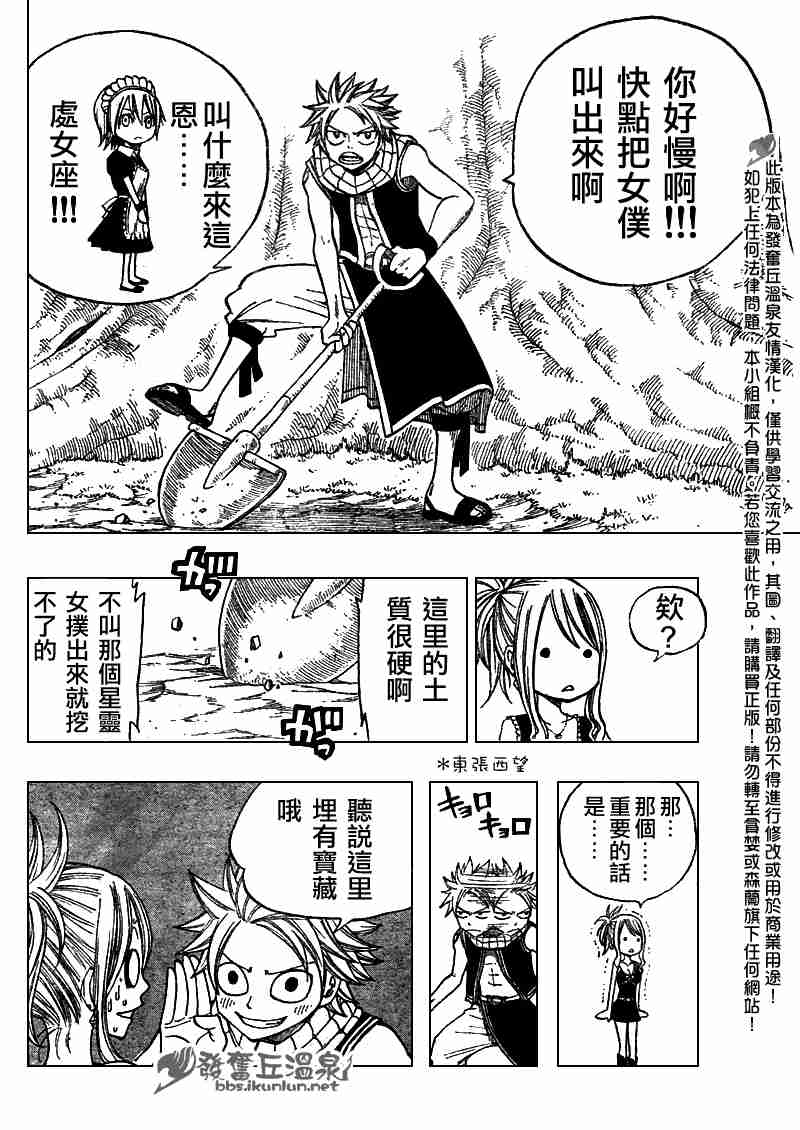 你好慢啊!!!
快點把女僕
叫出來啊
叫什麼來這
恩……
處女座!!!
欸?
這里的土
質很硬啊
ガッ
ガッ
不叫那個星靈
女撲出來就挖
不了的
那…
那個……
重要的話
是……
*東張西望
キョロ
キョロ
聽説這里
埋有寶藏
哦
發奮丘溫泉
bbs.ikunlun.net
此版本為發奮丘溫泉友情漢化，僅供學習交流之用，其圖、翻譯及任何部份不得進行修改或用於商業用途！
如犯上任何法律問題，本小組概不負責。若您喜歡此作品，請購買正版！請勿轉至貪婪或森蘭旗下任何網站！